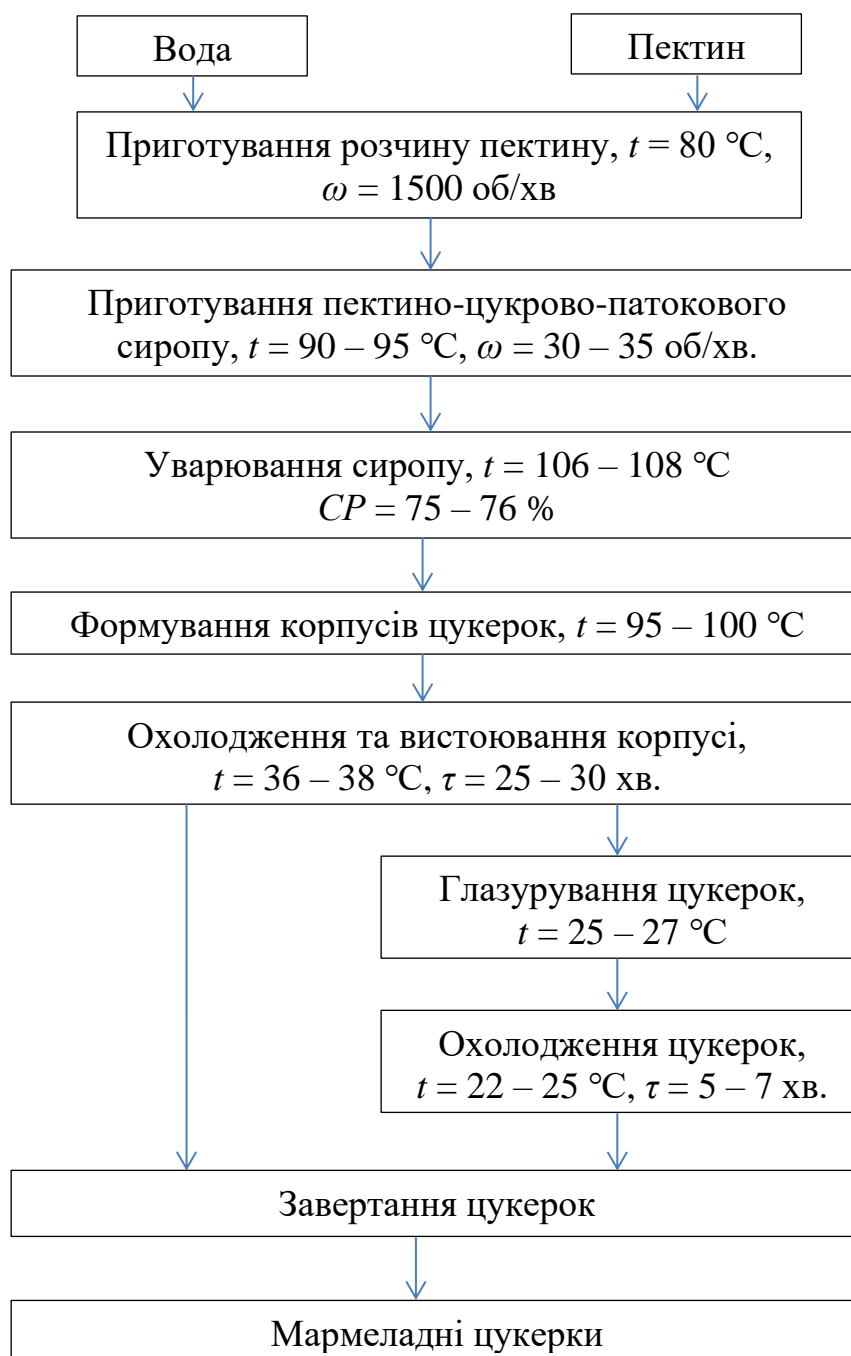 Вода
Пектин
Приготування розчину пектину, t = 80 °С,
ω = 1500 об/хв
Приготування пектино-цукрово-патокового
сиропу, t = 90 – 95 °С, ω = 30 – 35 об/хв.
Уварювання сиропу, t = 106 – 108 °С
СР = 75 – 76 %
Формування корпусів цукерок, t = 95 – 100 °С
Охолодження та вистоювання корпусі,
t = 36 – 38 °С, τ = 25 – 30 хв.
Глазурування цукерок,
t = 25 – 27 °С
Охолодження цукерок,
t = 22 – 25 °С, τ = 5 – 7 хв.
Завертання цукерок
Мармеладні цукерки